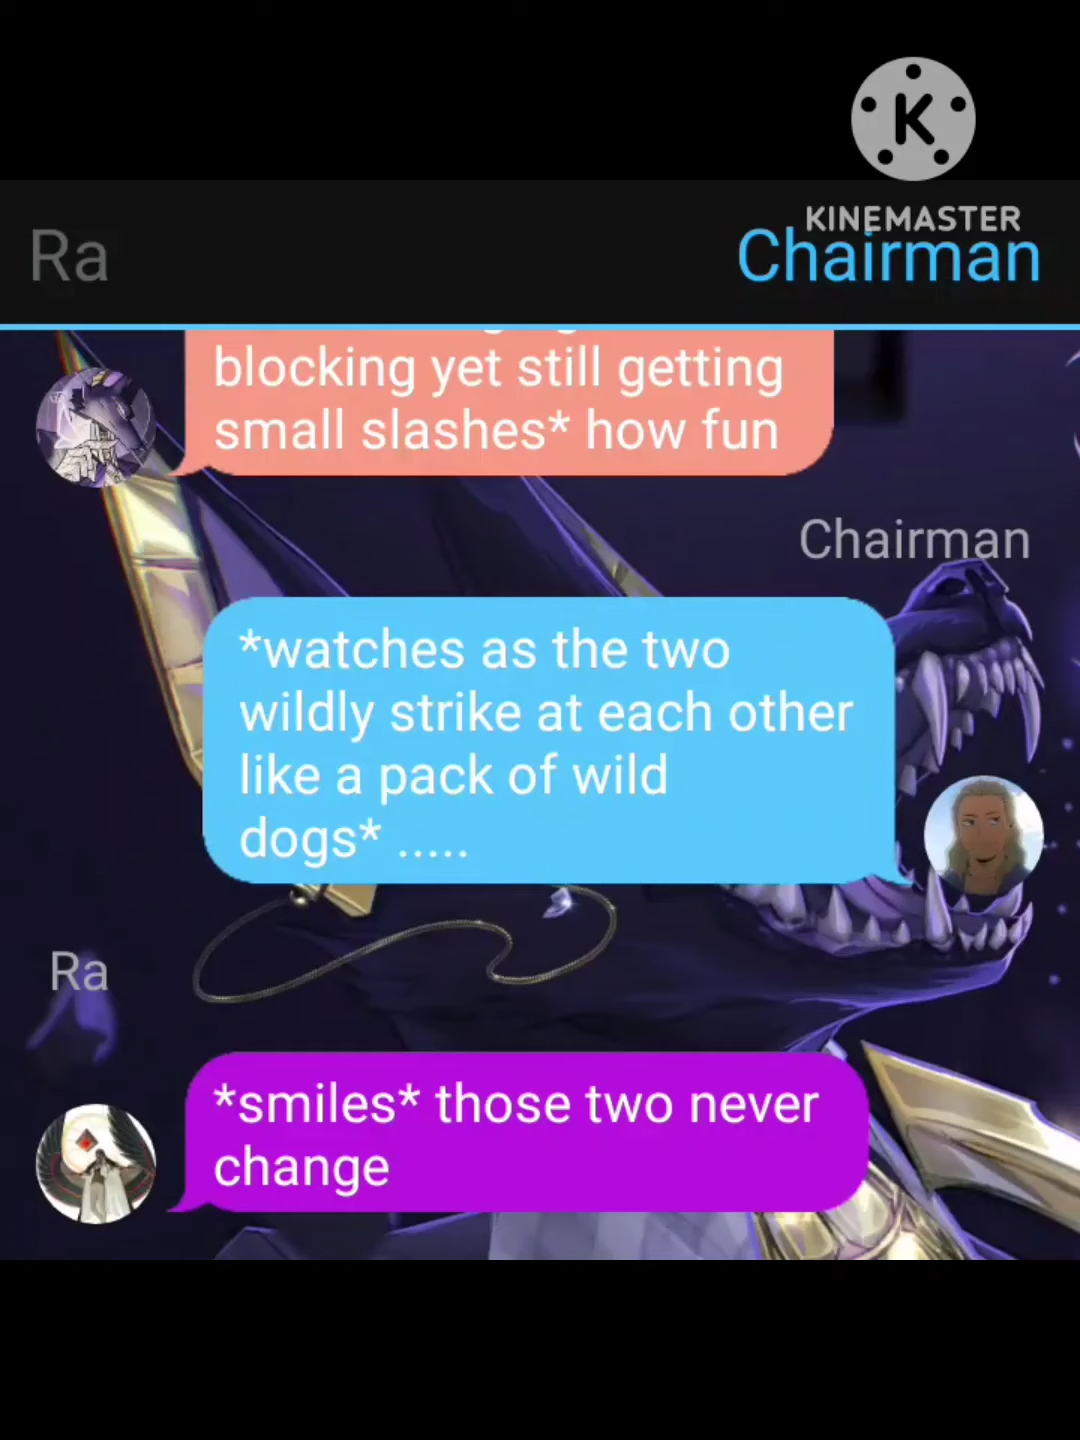 K
KINEMASTER
Ra
Chairman
blocking yet still getting
small slashes* how fun
Chairman
*watches as the two
wildly strike at each other
like a pack of wild
dogs* .....
Ra
*smiles* those two never
change